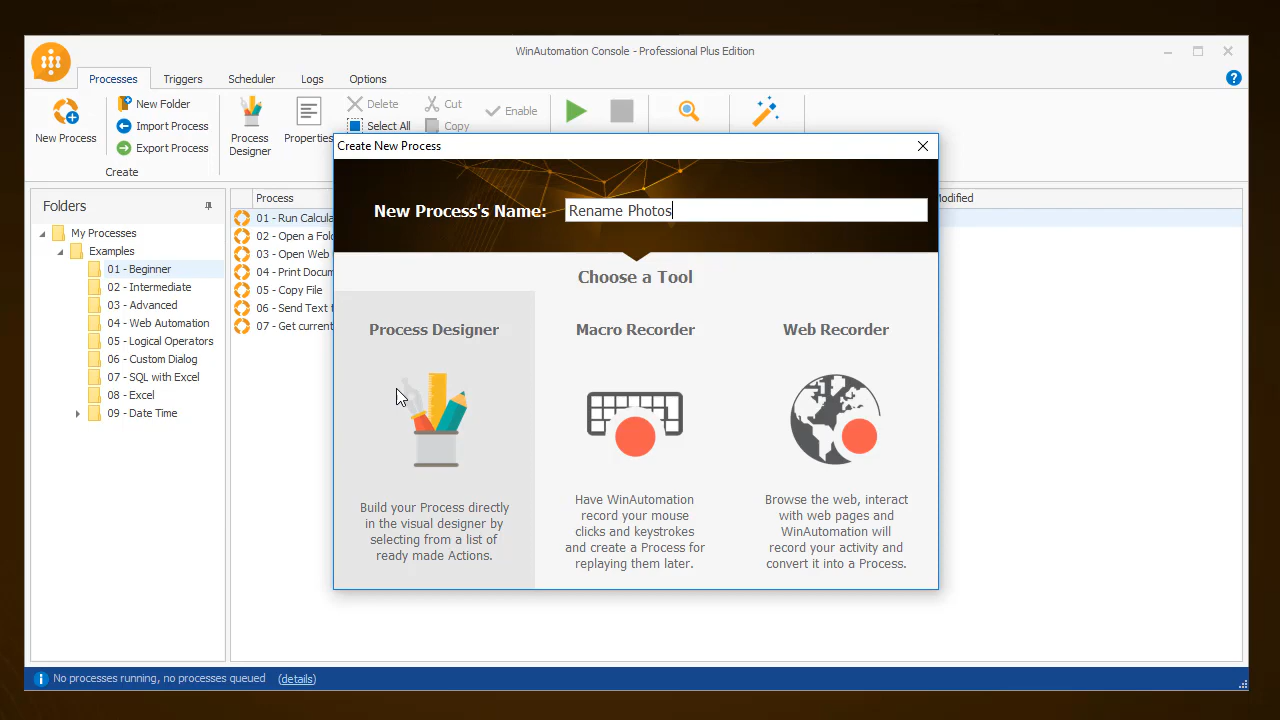 WinAutomation Console - Professional Plus Edition
Processes
Triggers
Scheduler
Logs
Options
New Process
New Folder
Import Process
Export Process
Create
Process
Designer
Properties
Delete
Select All
Cut
Copy
Enable
Create New Process
New Process's Name:
Rename Photos
Choose a Tool
Process Designer
Build your Process directly
in the visual designer by
selecting from a list of
ready made Actions.
Macro Recorder
Have WinAutomation
record your mouse
clicks and keystrokes
and create a Process for
replaying them later.
Web Recorder
Browse the web, interact
with web pages and
WinAutomation will
record your activity and
convert it into a Process.
Folders
My Processes
Examples
01 - Beginner
02 - Intermediate
03 - Advanced
04 - Web Automation
05 - Logical Operators
06 - Custom Dialog
07 - SQL with Excel
08 - Excel
09 - Date Time
Process
01 - Run Calcula
02 - Open a Fol
03 - Open Web
04 - Print Docum
05 - Copy File
06 - Send Text t
07 - Get current
odified
No processes running, no processes queued (details)